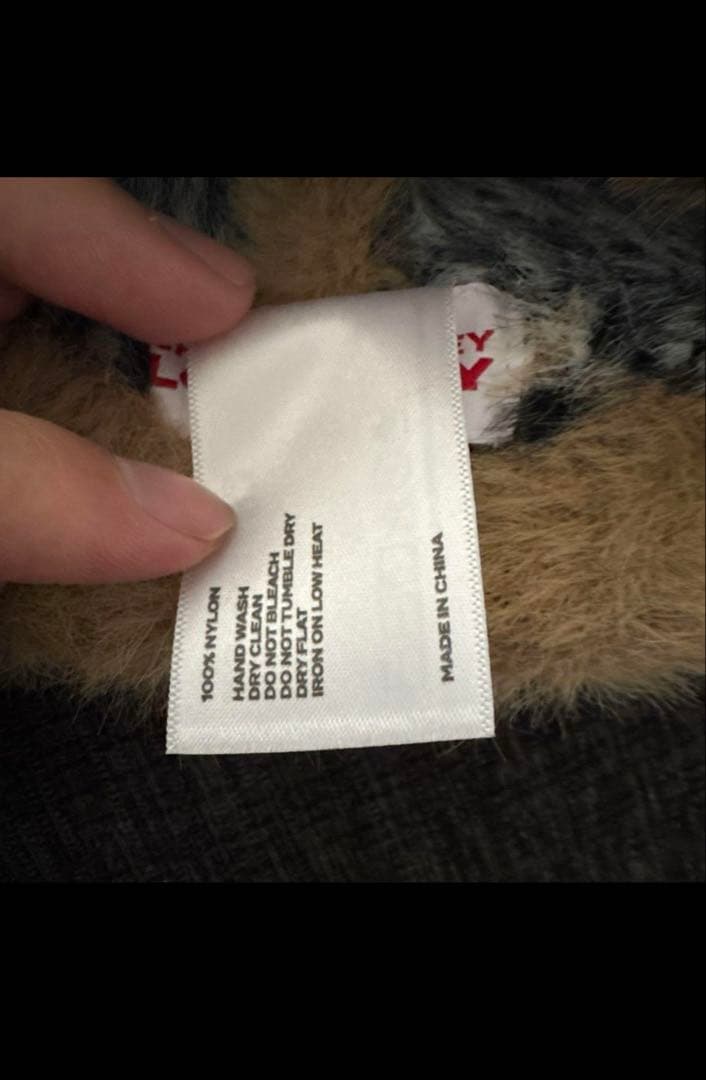 EY
Y
100% NYLON
HAND WASH
DRY CLEAN
DO NOT BLEACH
DO NOT TUMBLE DRY
DRY FLAT
IRON ON LOW HEAT
MADE IN CHINA